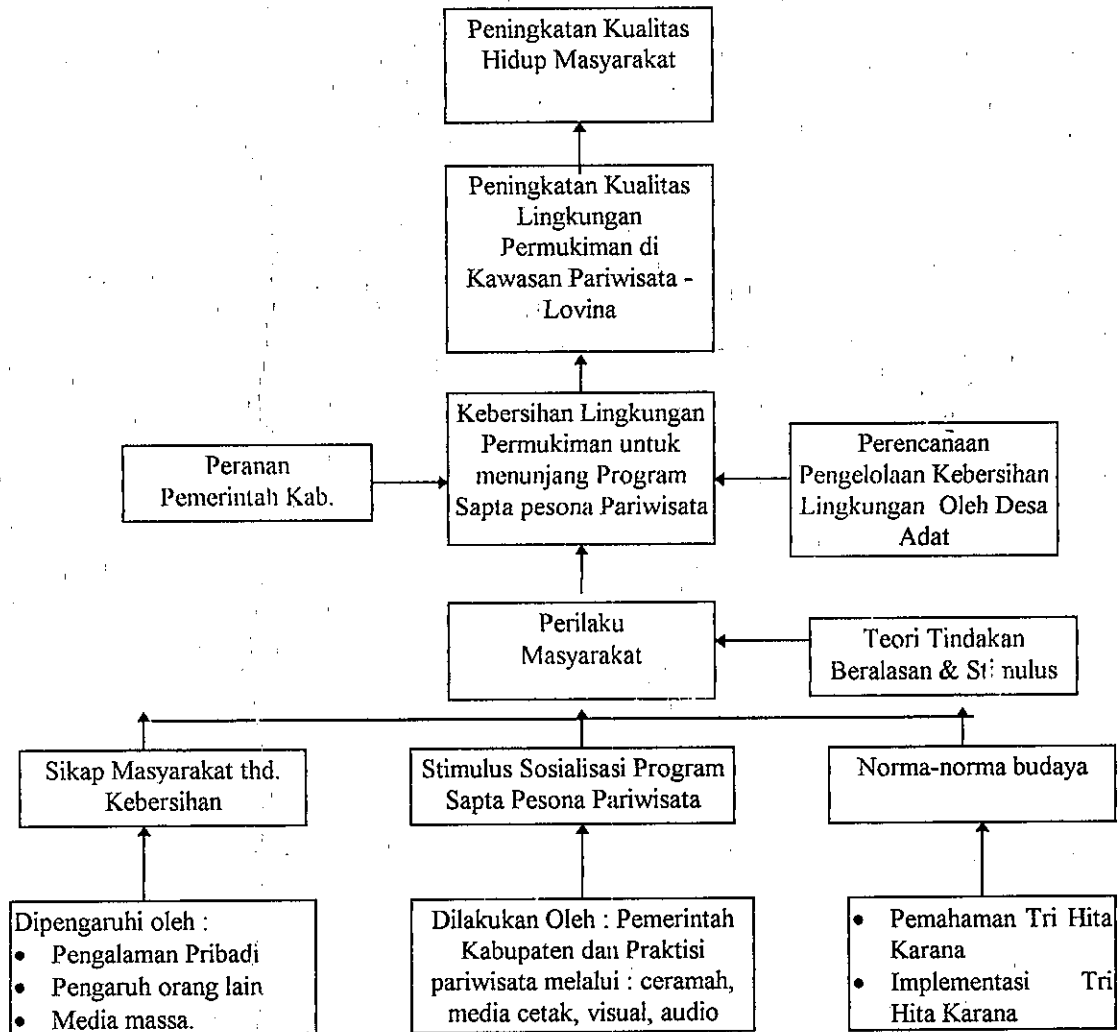 Peningkatan Kualitas
Hidup Masyarakat
Peningkatan Kualitas
Lingkungan
Permukiman di
Kawasan Pariwisata -
Lovina
Kebersihan Lingkungan
Permukiman untuk
menunjang Program
Sapta pesona Pariwisata
Peranan
Pemerintah Kab.
Perencanaan
Pengelolaan Kebersihan
Lingkungan Oleh Desa
Adat
Perilaku
Masyarakat
Teori Tindakan
Beralasan & Stimulus
Sikap Masyarakat thd.
Kebersihan
Stimulus Sosialisasi Program
Sapta Pesona Pariwisata
Norma-norma budaya
Dipengaruhi oleh :
• Pengalaman Pribadi
• Pengaruh orang lain
• Media massa.
Dilakukan Oleh : Pemerintah
Kabupaten dan Praktisi
pariwisata melalui : ceramah,
media cetak, visual, audio
• Pemahaman Tri Hita
Karana
• Implementasi Tri
Hita Karana